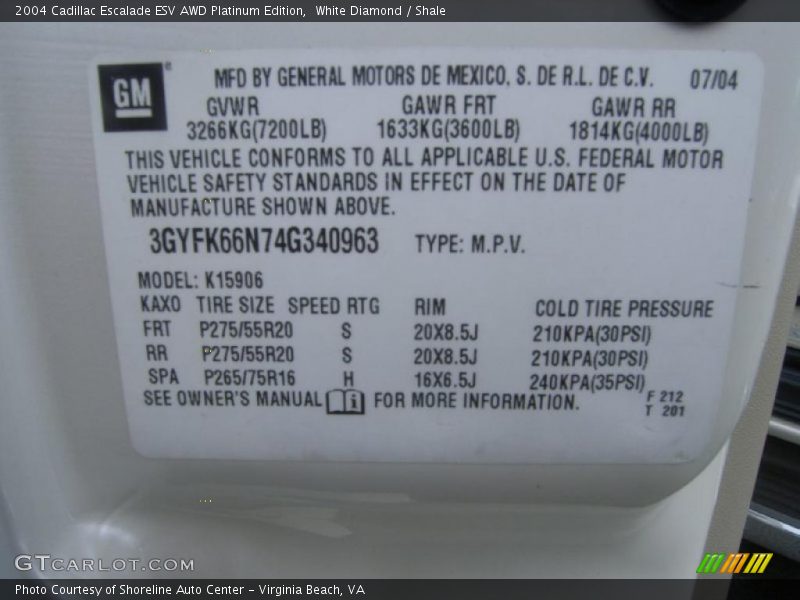 2004 Cadillac Escalade ESV AWD Platinum Edition,  White Diamond / Shale
GM
MFD BY GENERAL MOTORS DE MEXICO, S. DE R.L. DE C.V. 07/04
GVWR GAWR FRT GAWR RR
3266KG(7200LB) 1633KG(3600LB) 1814KG(4000LB)
THIS VEHICLE CONFORMS TO ALL APPLICABLE U.S. FEDERAL MOTOR
VEHICLE SAFETY STANDARDS IN EFFECT ON THE DATE OF
MANUFACTURE SHOWN ABOVE.
3GYFK66N74G340963 TYPE: M.P.V.
MODEL: K15906
KAXO TIRE SIZE SPEED RTG RIM COLD TIRE PRESSURE
FRT P275/55R20 S 20X8.5J 210KPA(30PSI)
RR P275/55R20 S 20X8.5J 210KPA(30PSI)
SPA P265/75R16 H 16X6.5J 240KPA(35PSI)
SEE OWNER'S MANUAL i FOR MORE INFORMATION. F 212
T 201
GTCARLOT.COM
Photo Courtesy of Shoreline Auto Center - Virginia Beach, VA